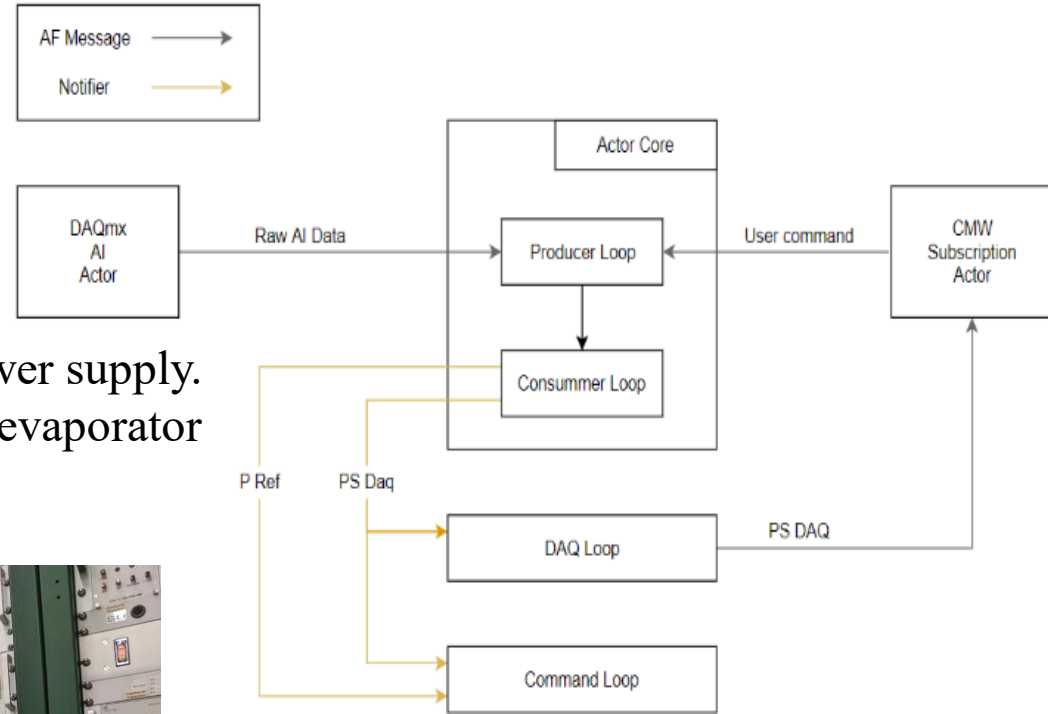 AF Message
Notifier
Actor Core
DAQmx
AI
Actor
Raw AI Data
Producer Loop
User command
CMW
Subscription
Actor
wer supply.
evaporator
Consummer Loop
P Ref
PS Daq
DAQ Loop
PS DAQ
Command Loop